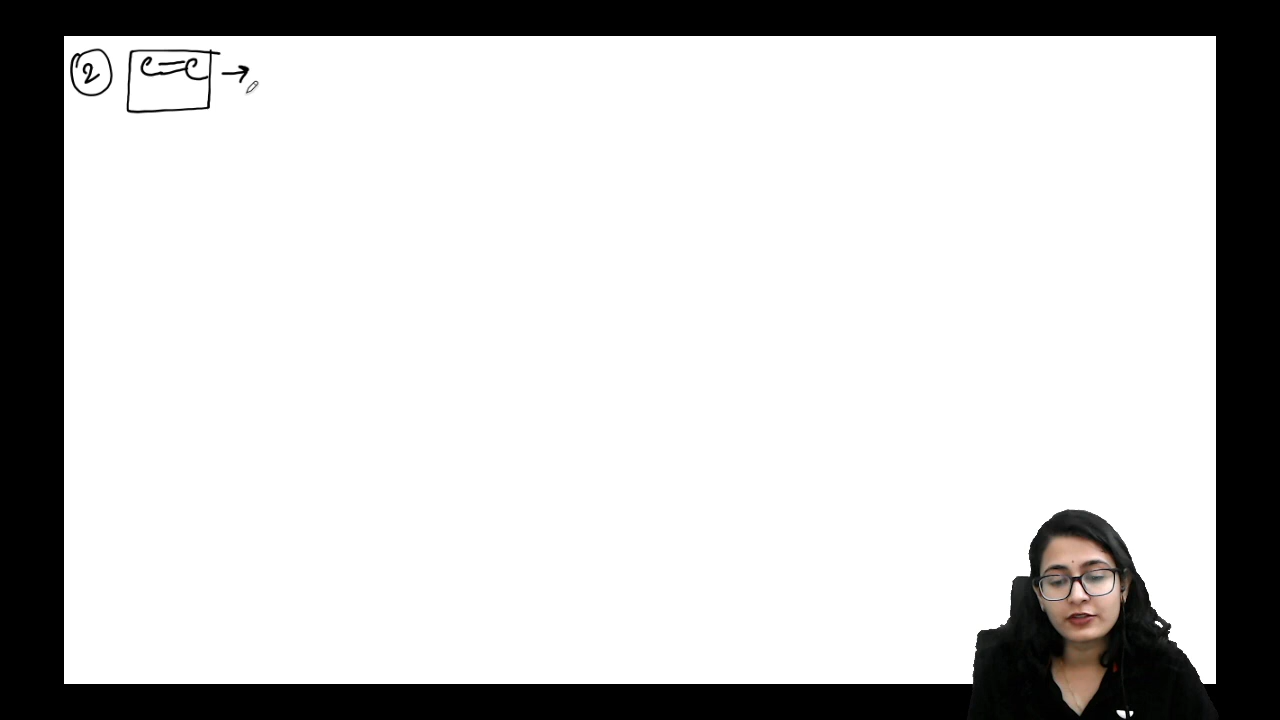 ② C=C →